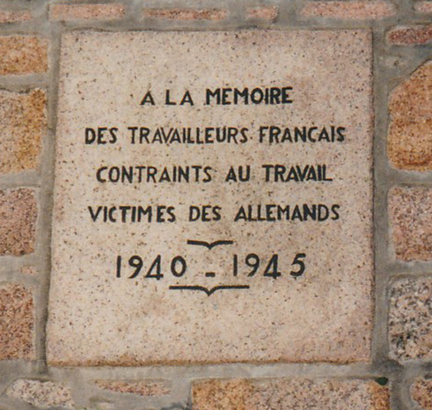 A LA MEMOIRE
DES TRAVAILLEURS FRANCAIS
CONTRAINTS AU TRAVAIL
VICTIMES DES ALLEMANDS
1940 - 1945